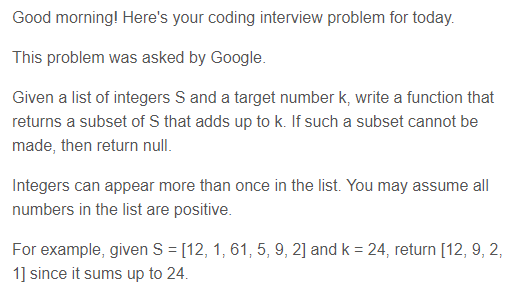 Good morning! Here's your coding interview problem for today.
This problem was asked by Google.
Given a list of integers S and a target number k, write a function that
returns a subset of S that adds up to k. If such a subset cannot be
made, then return null.
Integers can appear more than once in the list. You may assume all
numbers in the list are positive.
For example, given S = [12, 1, 61, 5, 9, 2] and k = 24, return [12, 9, 2,
1] since it sums up to 24.